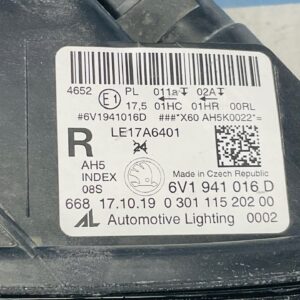 4652 E1 PL 011a 02A
17,5 01HC 01HR 00RL
#6V1941016D ###*X60 AH5K0022*=
R LE17A6401
24
AH5
INDEX
08S
Made in Czech Republic
6V1 941 016 D
668 17.10.19 0 301 115 202 00
AL Automotive Lighting 0002